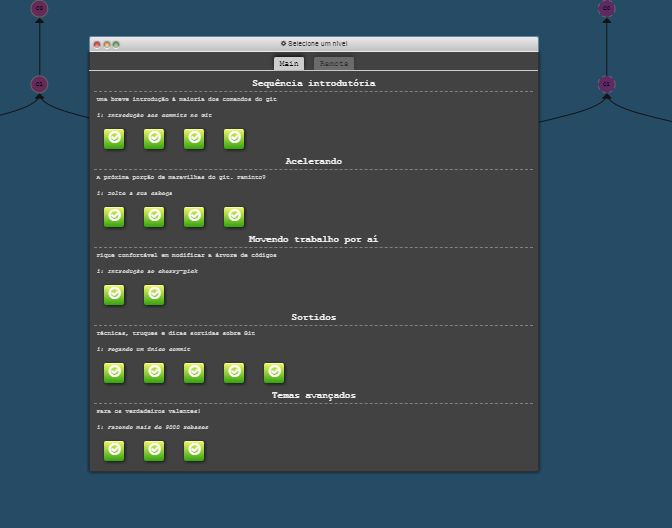 C0
C0
Selecione um nível
Main Remote
C1
C1
Sequência introdutória
Uma breve introdução à maioria dos comandos do git
1: Introdução aos commits no Git
Acelerando
A próxima porção de maravilhas do git. Faminto?
1: Solte a sua cabeça
Movendo trabalho por aí
Fique confortável em modificar a árvore de códigos
1: Introdução ao cherry-pick
Sortidos
Técnicas, truques e dicas sortidas sobre Git
1: Pegando um único commit
Temas avançados
Para os verdadeiros valentes!
1: Fazendo mais de 9000 rebases